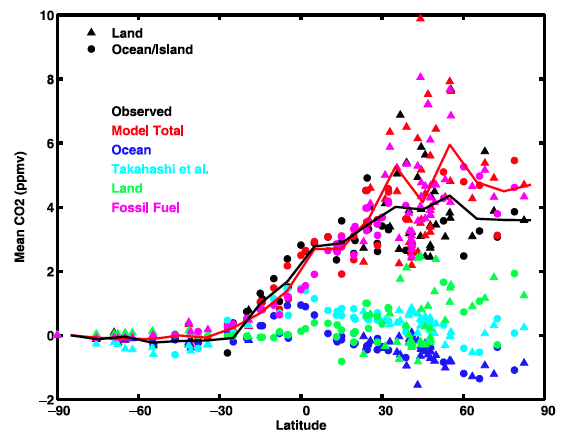 Land
Ocean/Island
Observed
Model Total
Ocean
Takahashi et al.
Land
Fossil Fuel
Mean CO2 (ppmv)
10
8
6
4
2
0
−2
−90
−60
−30
0
30
60
90
Latitude